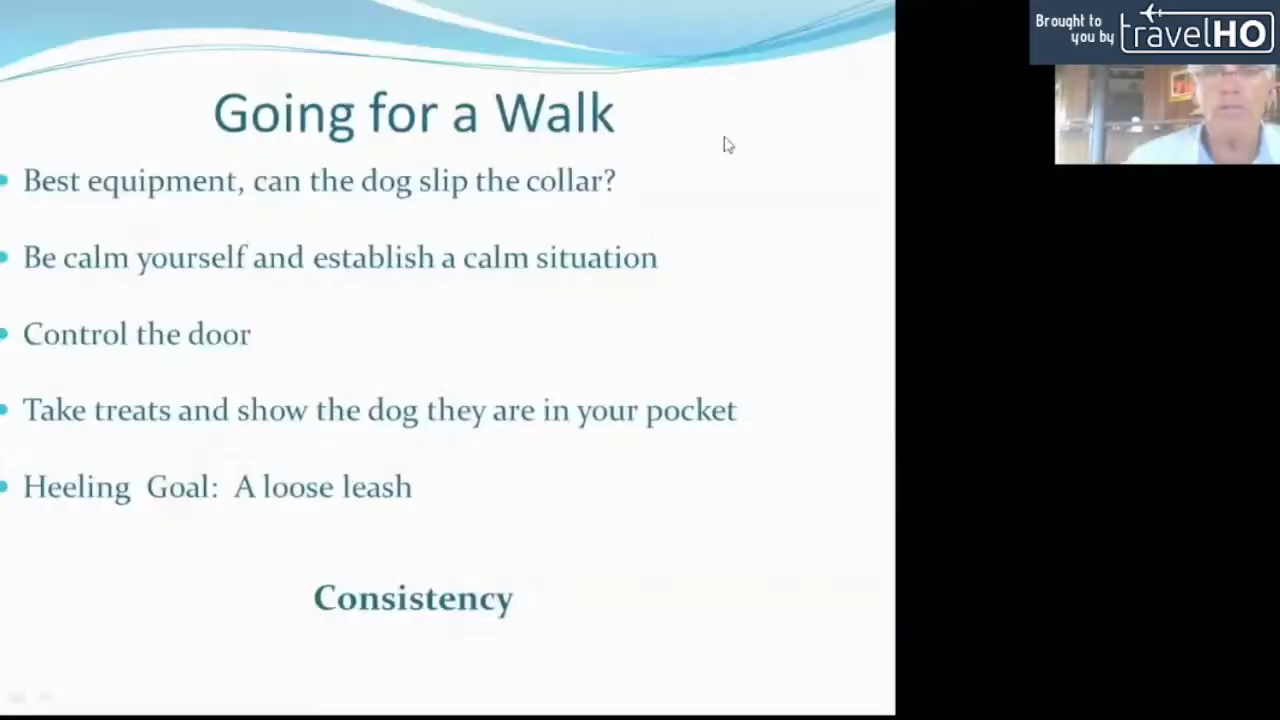 Going for a Walk
Best equipment, can the dog slip the collar?
Be calm yourself and establish a calm situation
Control the door
Take treats and show the dog they are in your pocket
Heeling Goal: A loose leash
Consistency
Brought to
you by
travelHO